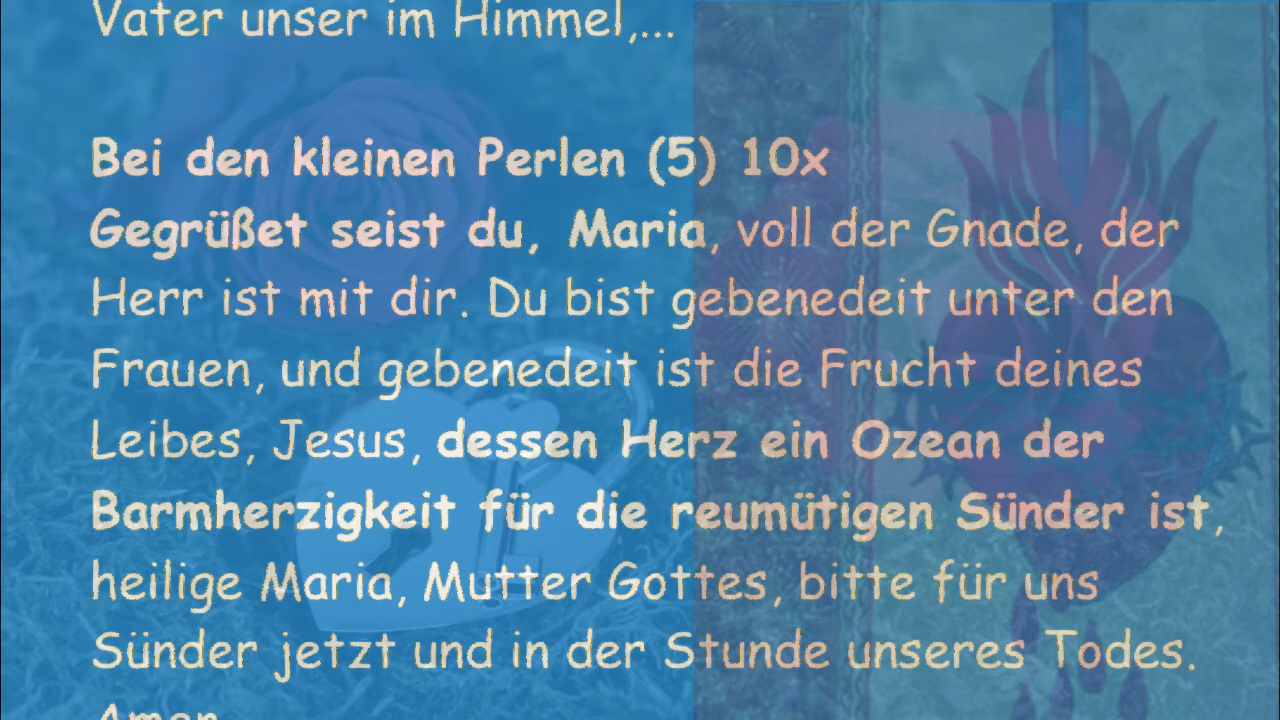 Vater unser im Himmel,...
Bei den kleinen Perlen (5) 10x
Gegrüßet seist du, Maria, voll der Gnade, der
Herr ist mit dir. Du bist gebenedeit unter den
Frauen, und gebenedeit ist die Frucht deines
Leibes, Jesus, dessen Herz ein Ozean der
Barmherzigkeit für die reumütigen Sünder ist,
heilige Maria, Mutter Gottes, bitte für uns
Sünder jetzt und in der Stunde unseres Todes.
Amen